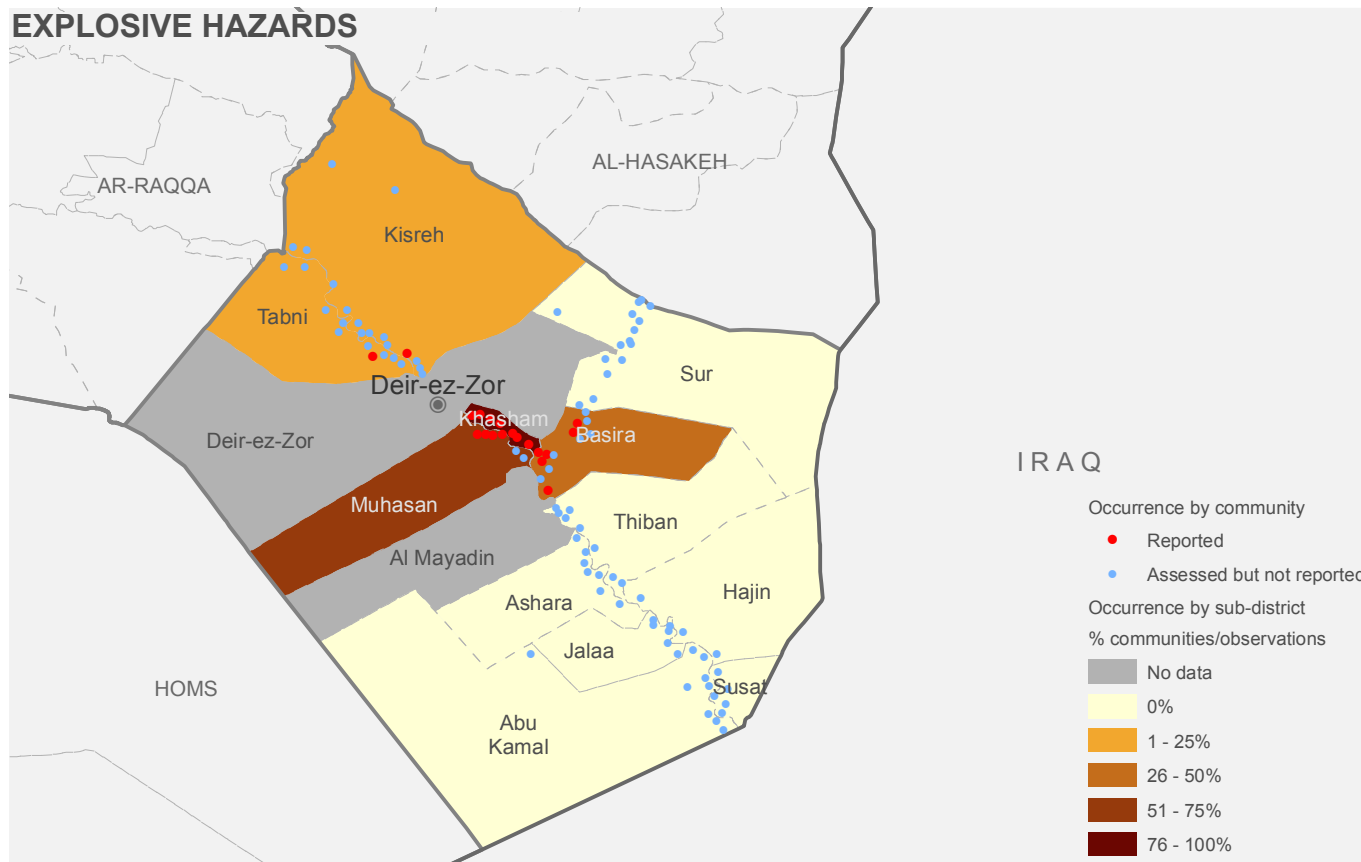 EXPLOSIVE HAZARDS
AL-HASAKEH
AR-RAQQA
Kisreh
Tabni
Sur
Deir-ez-Zor
Khasham
Basira
Deir-ez-Zor
Muhasan
Thiban
Al Mayadin
Hajin
Ashara
Jalaa
Susat
HOMS
Abu
Kamal
IRAQ
Occurrence by community
Reported
Assessed but not reported
Occurrence by sub-district
% communities/observations
No data
0%
1 - 25%
26 - 50%
51 - 75%
76 - 100%